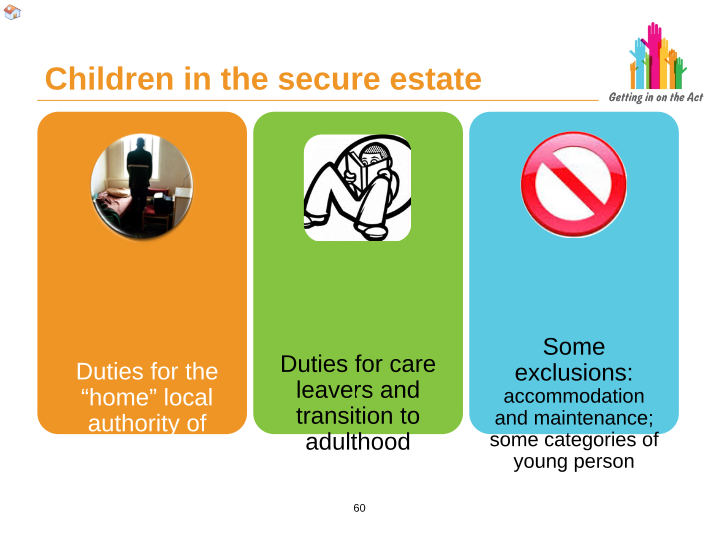 Children in the secure estate
Getting in on the Act
Duties for the
“home” local
authority of
Duties for care
leavers and
transition to
adulthood
Some
exclusions:
accommodation
and maintenance;
some categories of
young person
60